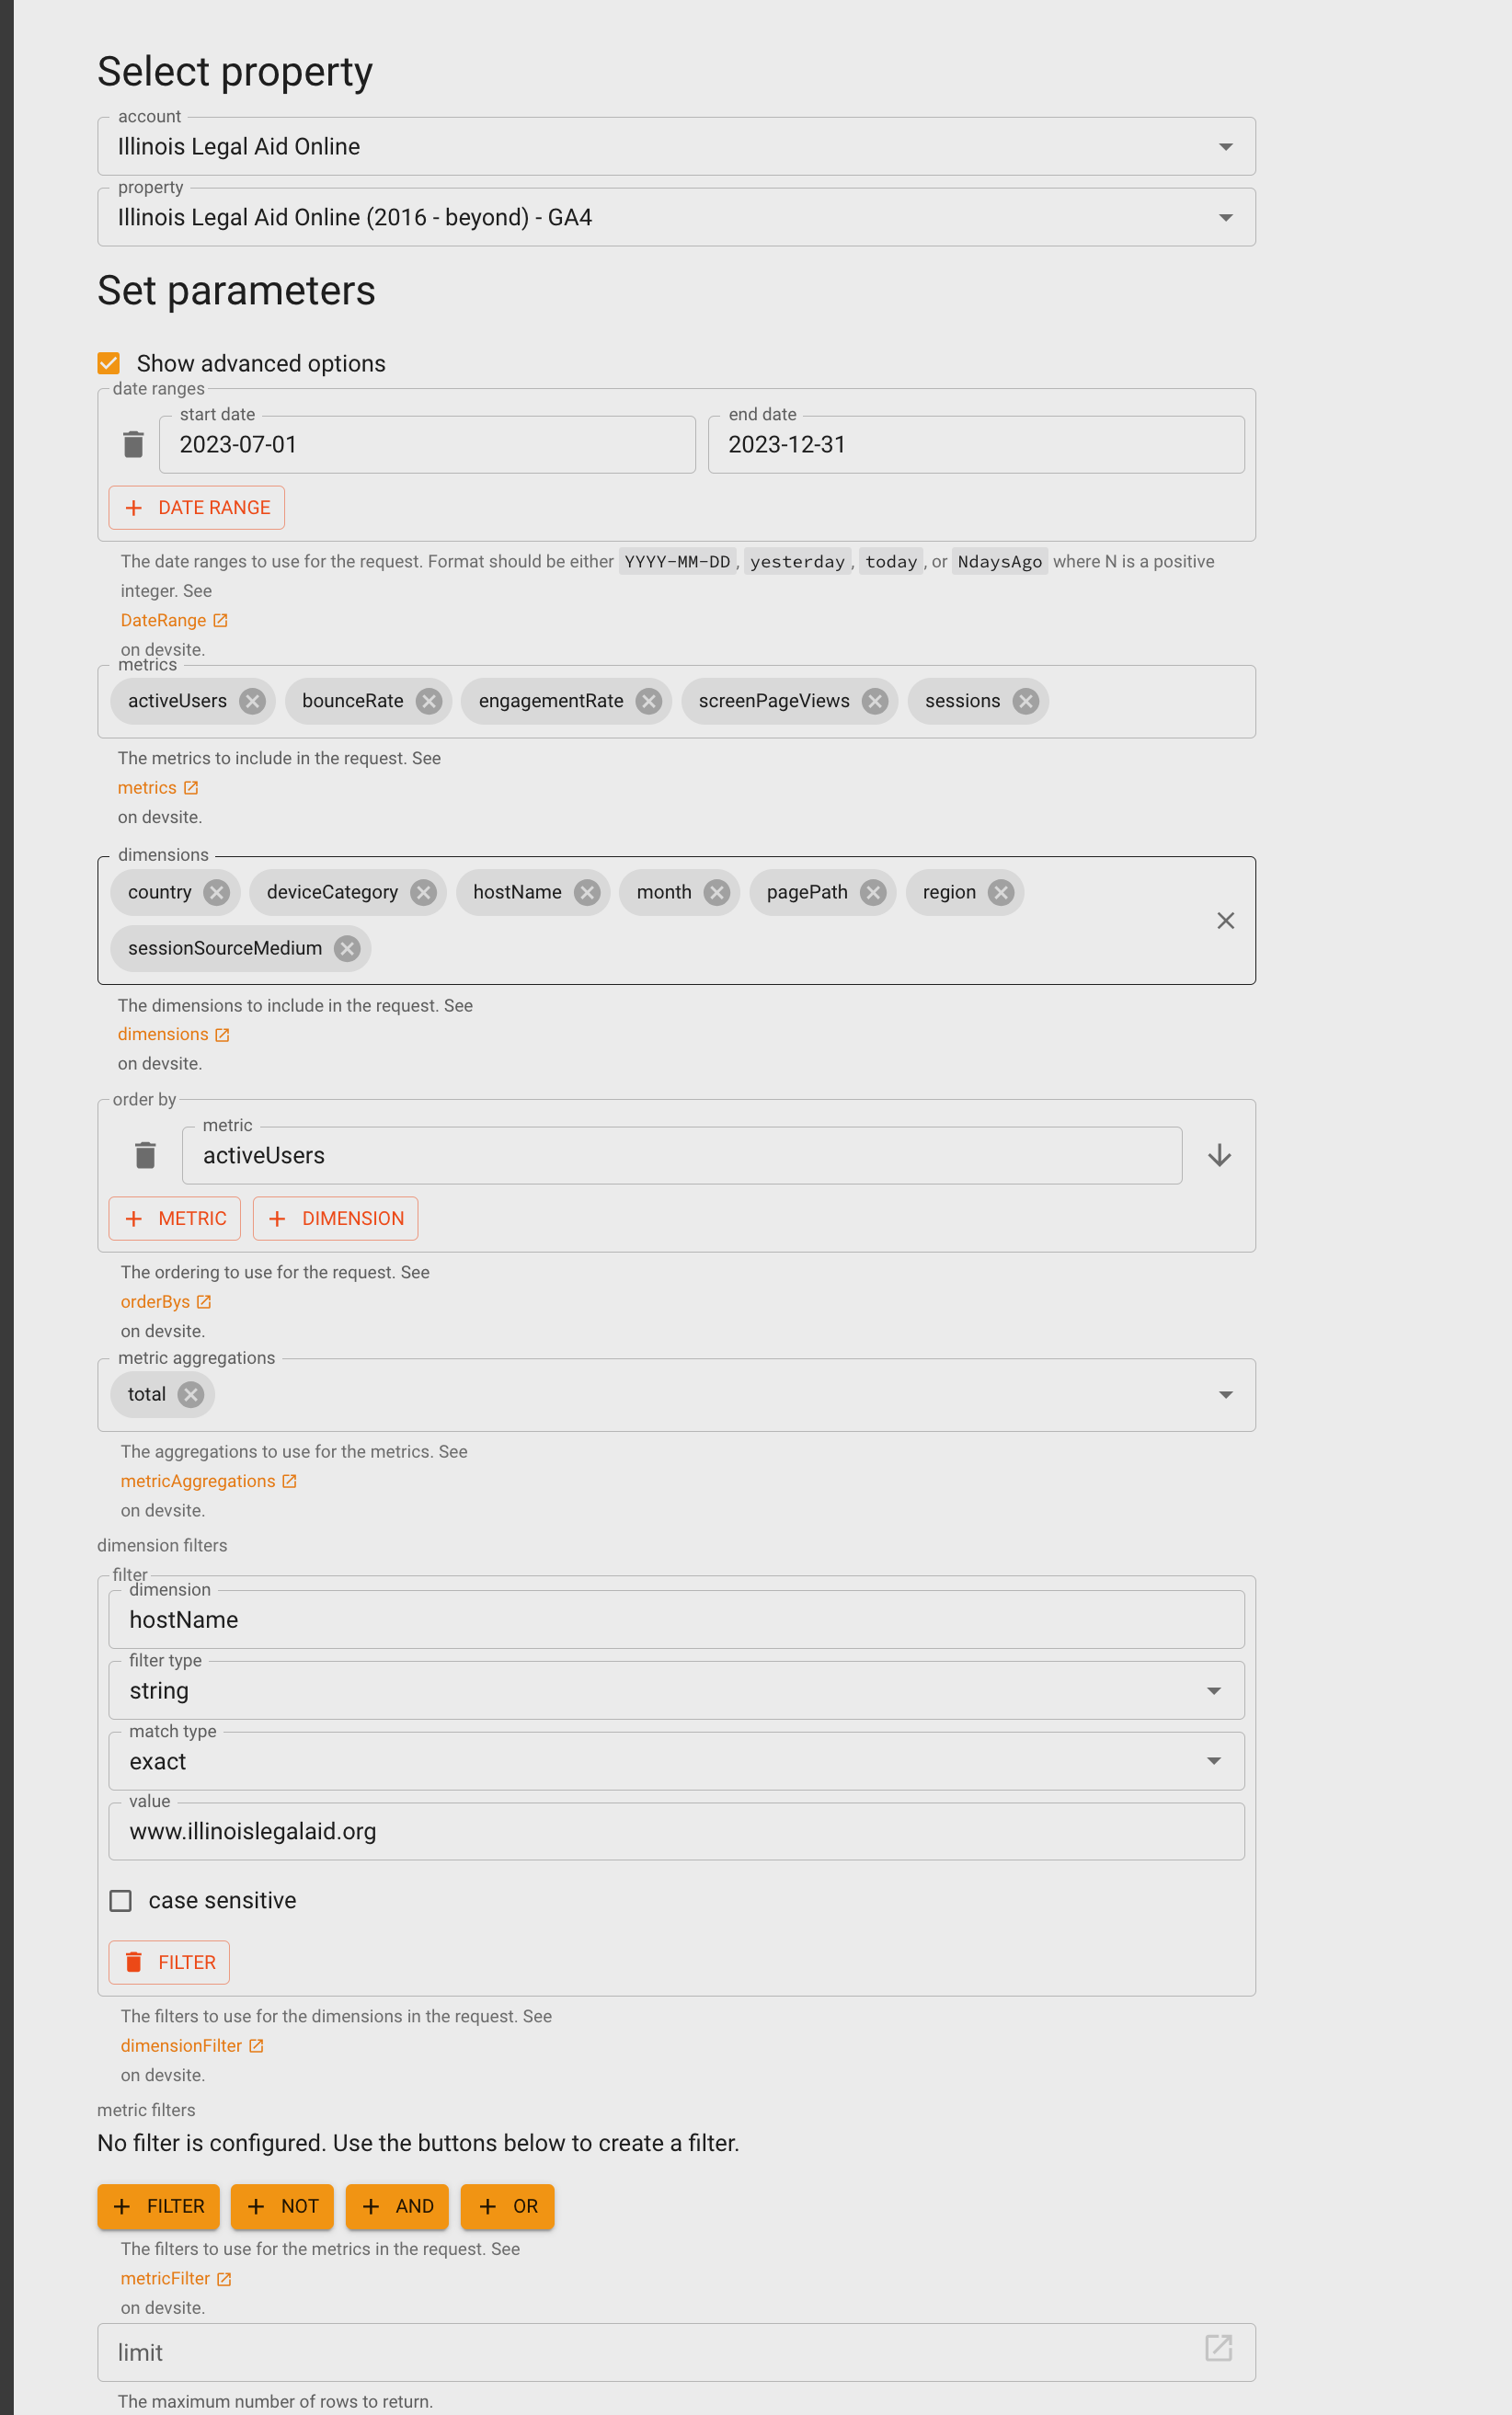 Select property
account
Illinois Legal Aid Online
property
Illinois Legal Aid Online (2016 - beyond) - GA4
Set parameters
Show advanced options
date ranges
start date
2023-07-01
end date
2023-12-31
DATE RANGE
The date ranges to use for the request. Format should be either YYYY-MM-DD, yesterday, today, or NdaysAgo where N is a positive
integer. See
DateRange
on devsite.
metrics
activeUsers bounceRate engagementRate screenPageViews sessions
The metrics to include in the request. See
metrics
on devsite.
dimensions
country deviceCategory hostName month pagePath region
sessionSourceMedium
The dimensions to include in the request. See
dimensions
on devsite.
order by
metric
activeUsers
METRIC DIMENSION
The ordering to use for the request. See
orderBys
on devsite.
metric aggregations
total
The aggregations to use for the metrics. See
metricAggregations
on devsite.
dimension filters
filter
dimension
hostName
filter type
string
match type
exact
value
www.illinoislegalaid.org
case sensitive
FILTER
The filters to use for the dimensions in the request. See
dimensionFilter
on devsite.
metric filters
No filter is configured. Use the buttons below to create a filter.
FILTER NOT AND OR
The filters to use for the metrics in the request. See
metricFilter
on devsite.
limit
The maximum number of rows to return.